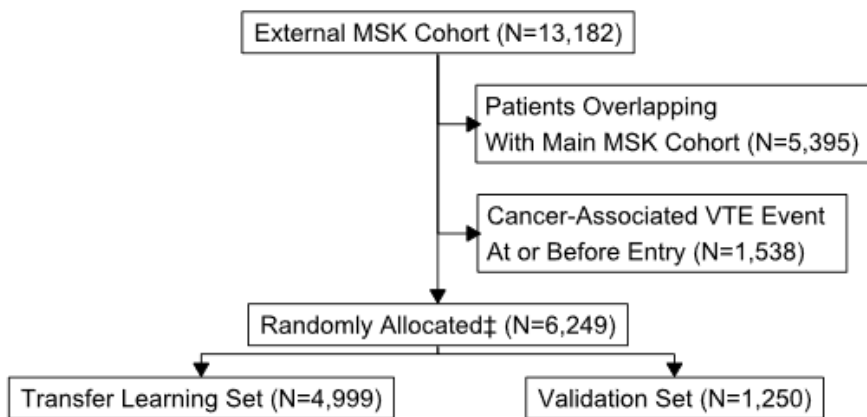 External MSK Cohort (N=13,182)
Patients Overlapping
With Main MSK Cohort (N=5,395)
Cancer-Associated VTE Event
At or Before Entry (N=1,538)
Randomly Allocated‡ (N=6,249)
Transfer Learning Set (N=4,999)
Validation Set (N=1,250)